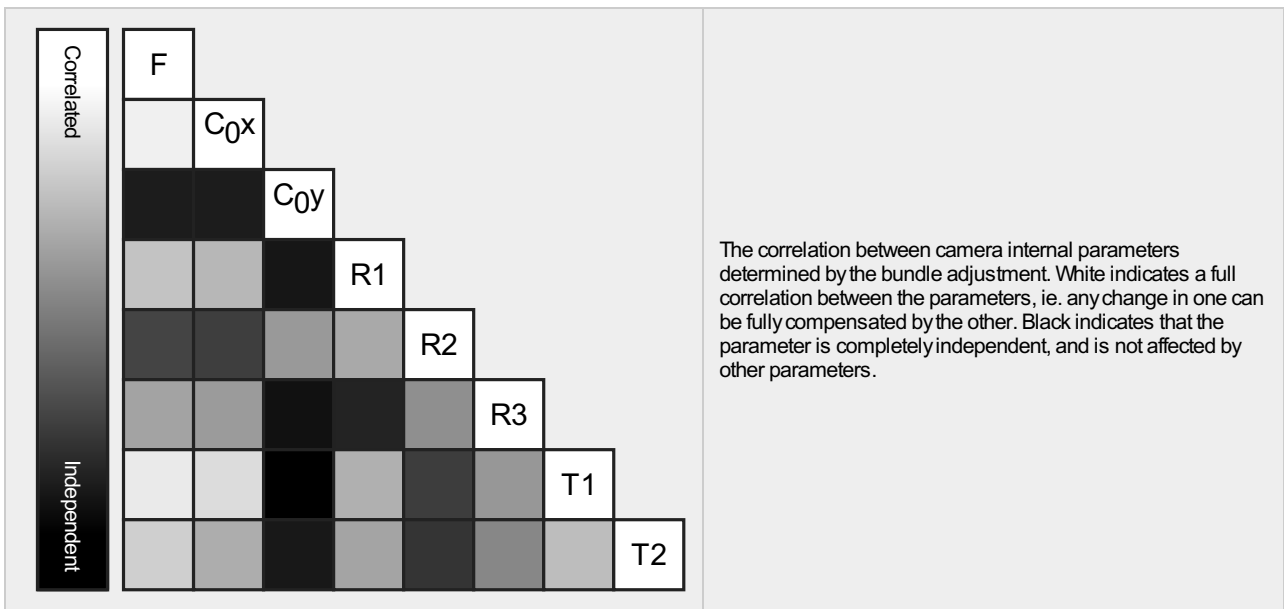 Correlated
Independent
F
C0x
C0y
R1
R2
R3
T1
T2
The correlation between camera internal parameters
determined by the bundle adjustment. White indicates a full
correlation between the parameters, ie. any change in one can
be fully compensated by the other. Black indicates that the
parameter is completely independent, and is not affected by
other parameters.